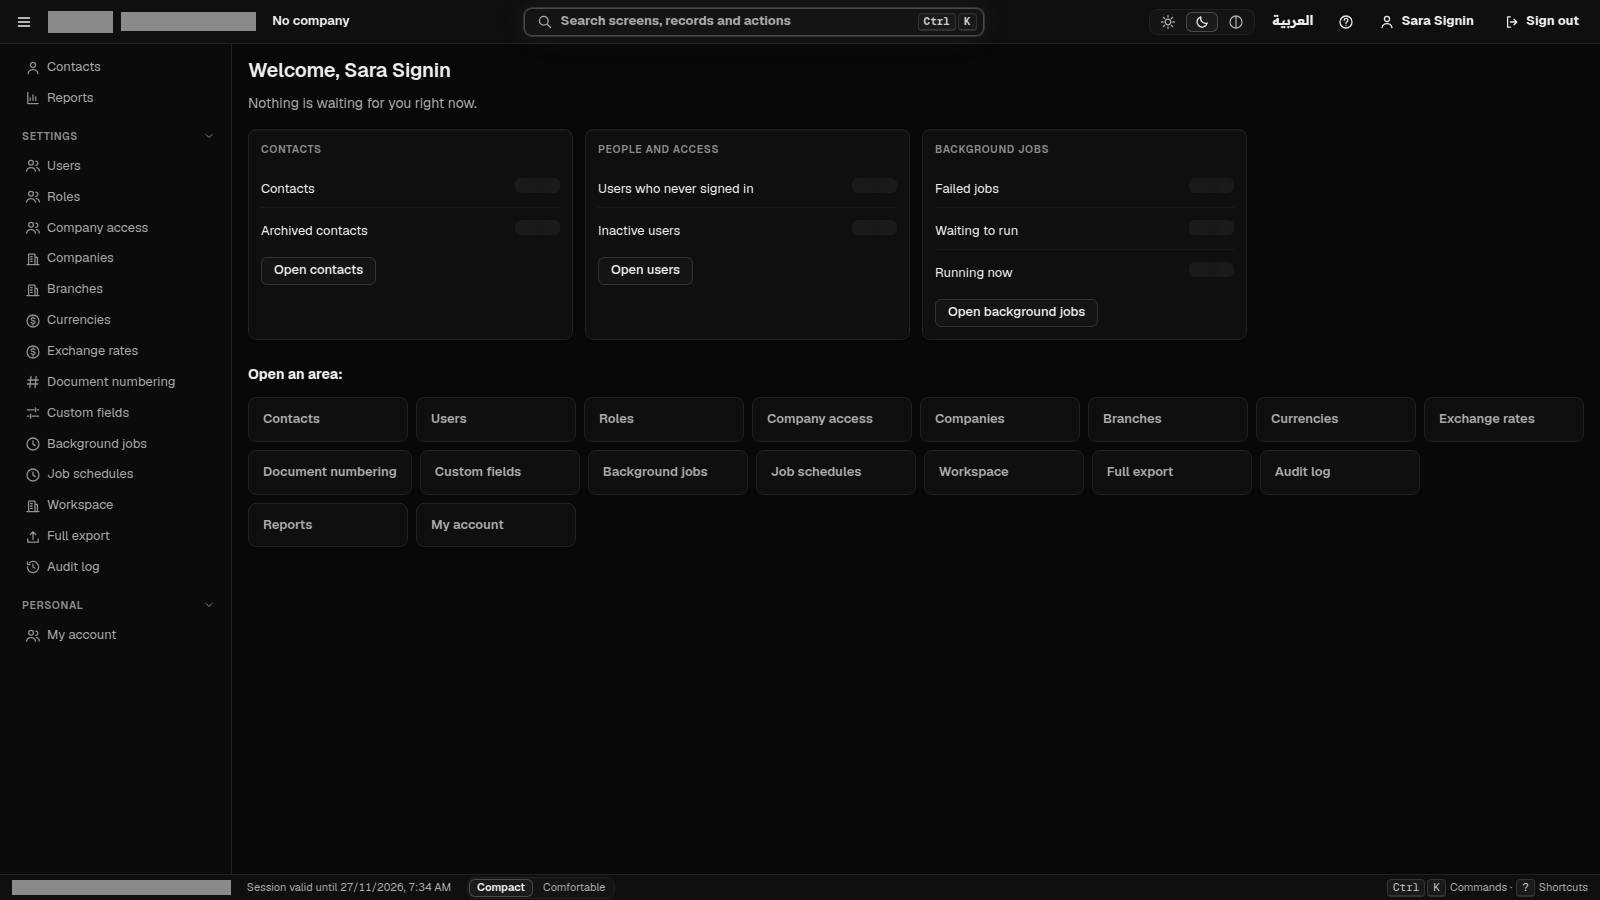 No company
Search screens, records and actions
Ctrl K
العربية
Sara Signin
Sign out
Contacts
Reports
SETTINGS
Users
Roles
Company access
Companies
Branches
Currencies
Exchange rates
Document numbering
Custom fields
Background jobs
Job schedules
Workspace
Full export
Audit log
PERSONAL
My account
Welcome, Sara Signin
Nothing is waiting for you right now.
CONTACTS
Contacts
Archived contacts
Open contacts
PEOPLE AND ACCESS
Users who never signed in
Inactive users
Open users
BACKGROUND JOBS
Failed jobs
Waiting to run
Running now
Open background jobs
Open an area:
Contacts
Users
Roles
Company access
Companies
Branches
Currencies
Exchange rates
Document numbering
Custom fields
Background jobs
Job schedules
Workspace
Full export
Audit log
Reports
My account
Session valid until 27/11/2026, 7:34 AM
Compact
Comfortable
Ctrl K Commands · ? Shortcuts